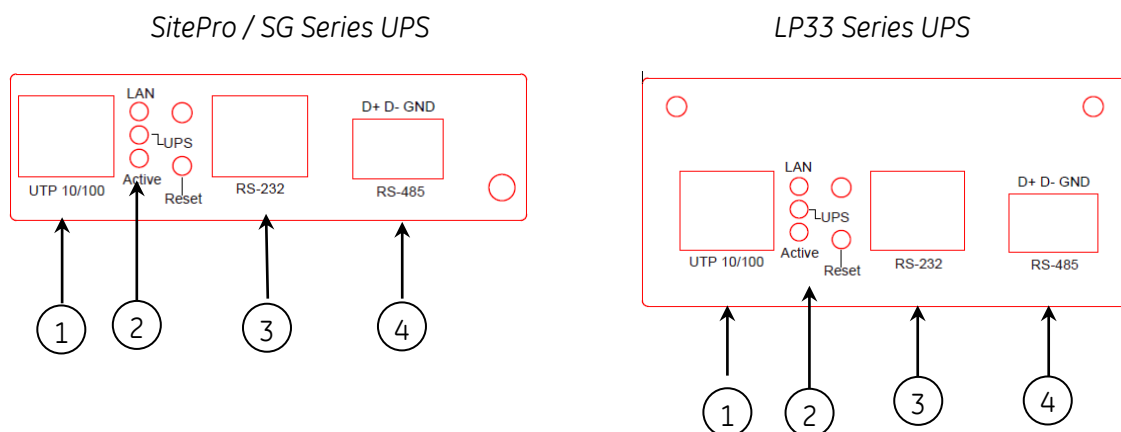 SitePro / SG Series UPS
LAN
UPS
Active
Reset
UTP 10/100
RS-232
D+ D- GND
RS-485
1
2
3
4
LP33 Series UPS
LAN
UPS
Active
Reset
UTP 10/100
RS-232
D+ D- GND
RS-485
1
2
3
4